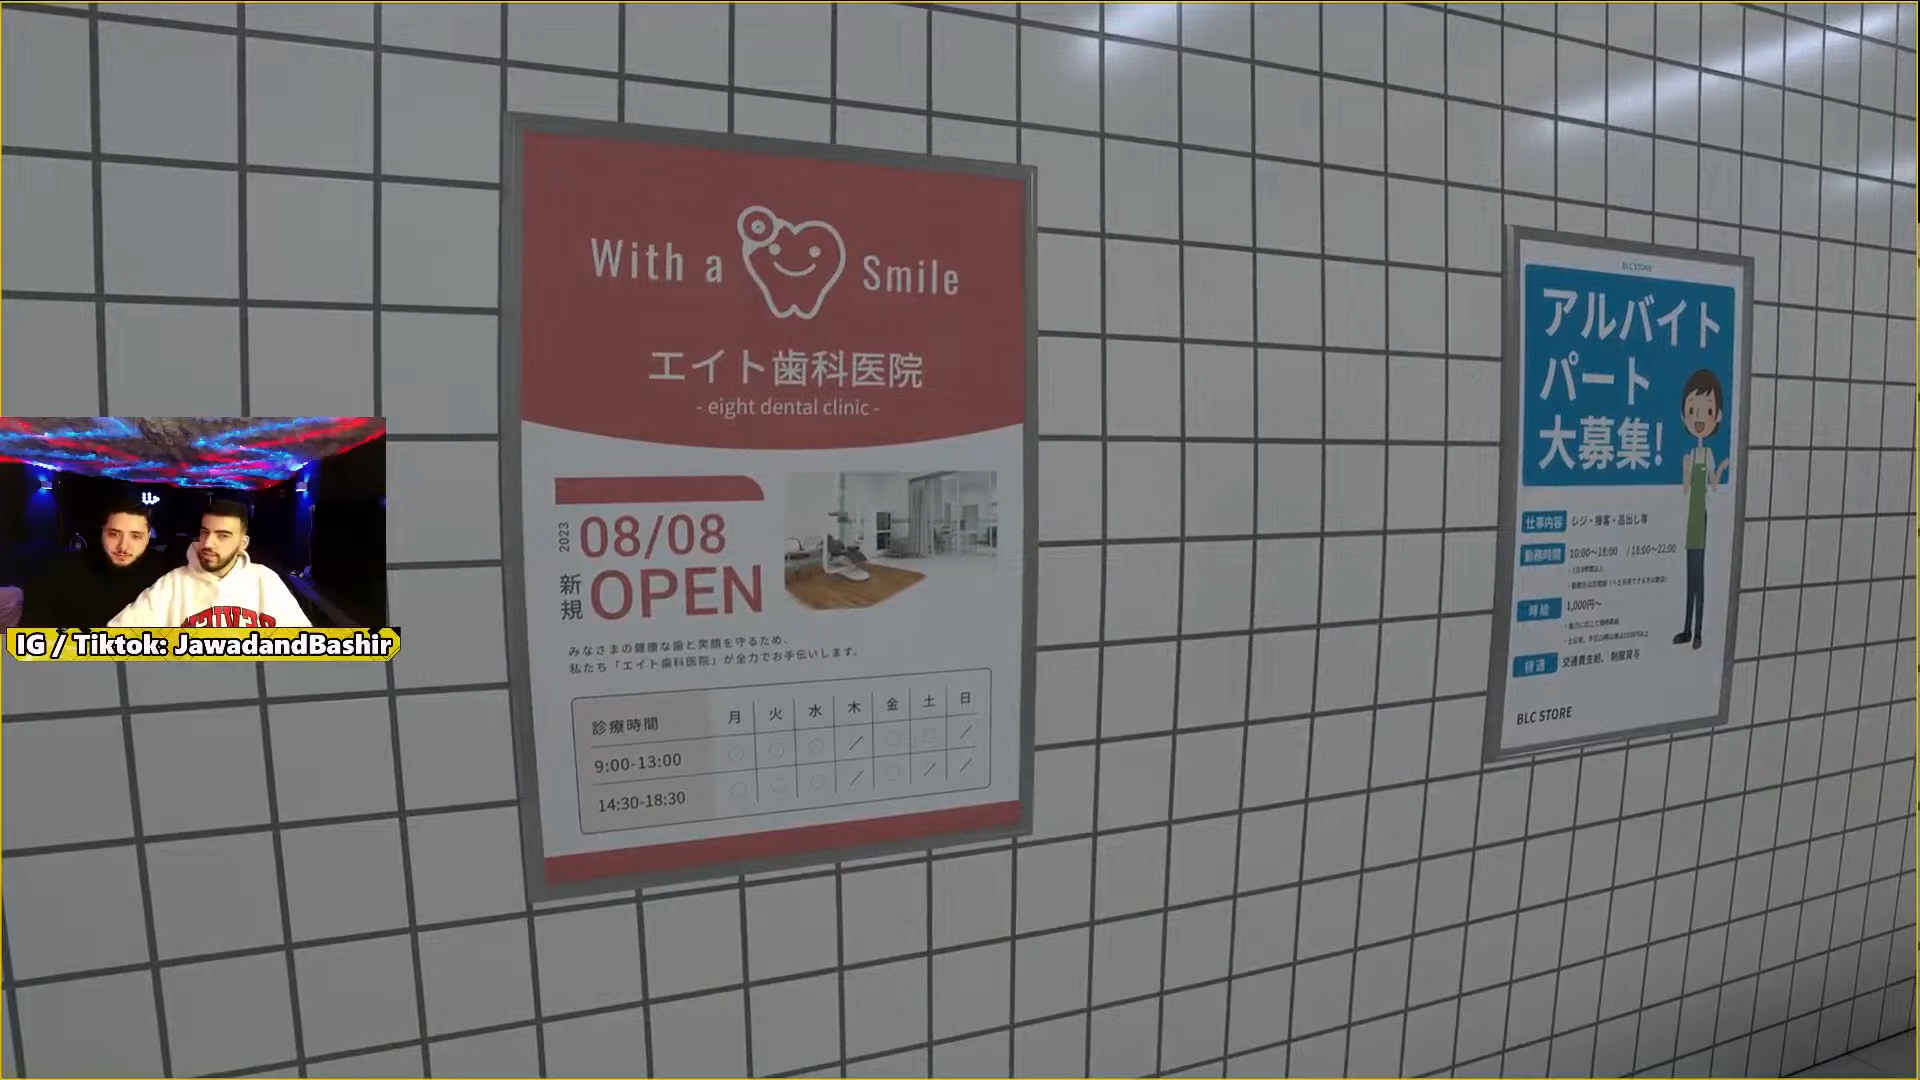 With a Smile
エイト歯科医院
- eight dental clinic -
2023
08/08
新規
OPEN
みなさまの健康な歯と笑顔を守るため、
私たち「エイト歯科医院」が全力でお手伝いします。
診療時間 月 火 水 木 金 土 日
9:00-13:00 ○ ○ ○ / ○ ○ /
14:30-18:30 ○ ○ ○ / ○ / /
BLC STORE
アルバイト
パート
大募集!
仕事内容 レジ・接客・品出し等
勤務時間 10:00～18:00 / 18:00～22:00
時給 1,000円～
待遇 交通費支給、制服貸与
BLC STORE
IG / Tiktok: JawadandBashir